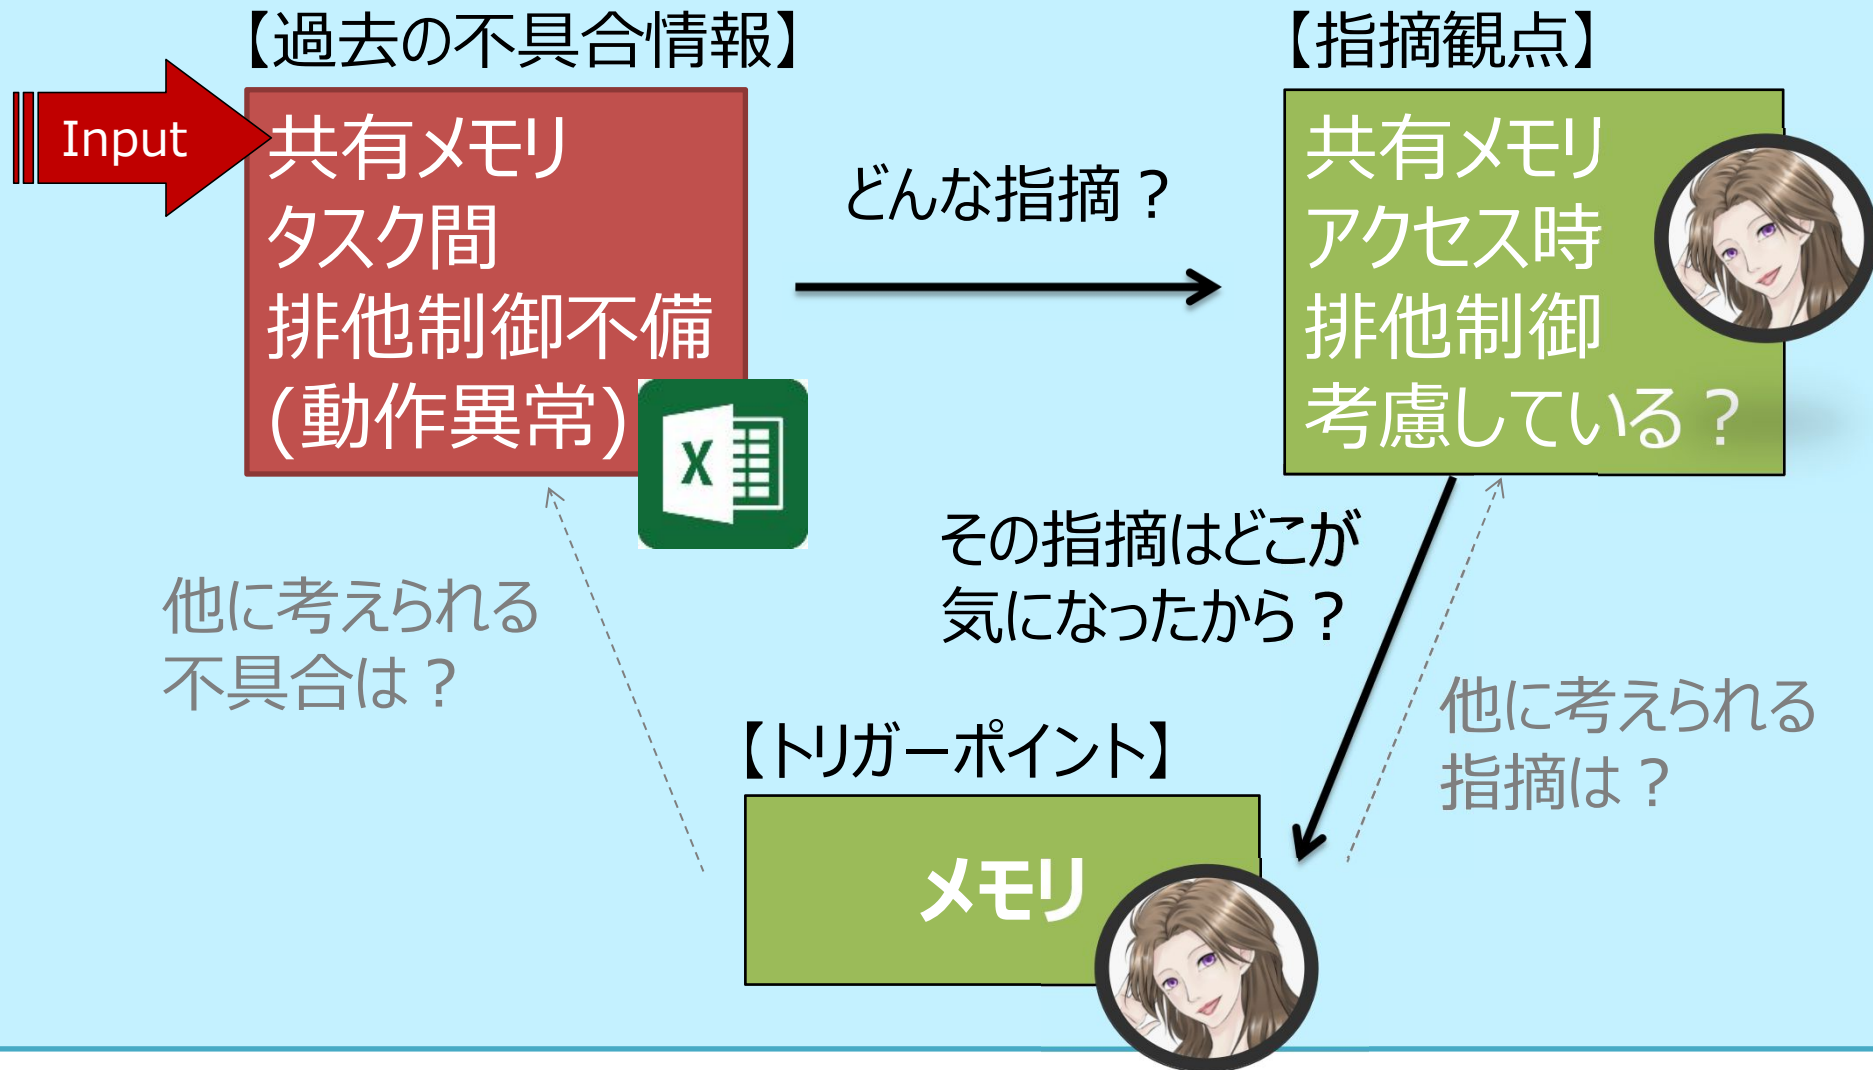 【過去の不具合情報】
Input
共有メモリ
タスク間
排他制御不備
(動作異常)
X
どんな指摘？
【指摘観点】
共有メモリ
アクセス時
排他制御
考慮している？
その指摘はどこが
気になったから？
他に考えられる
不具合は？
他に考えられる
指摘は？
【トリガーポイント】
メモリ